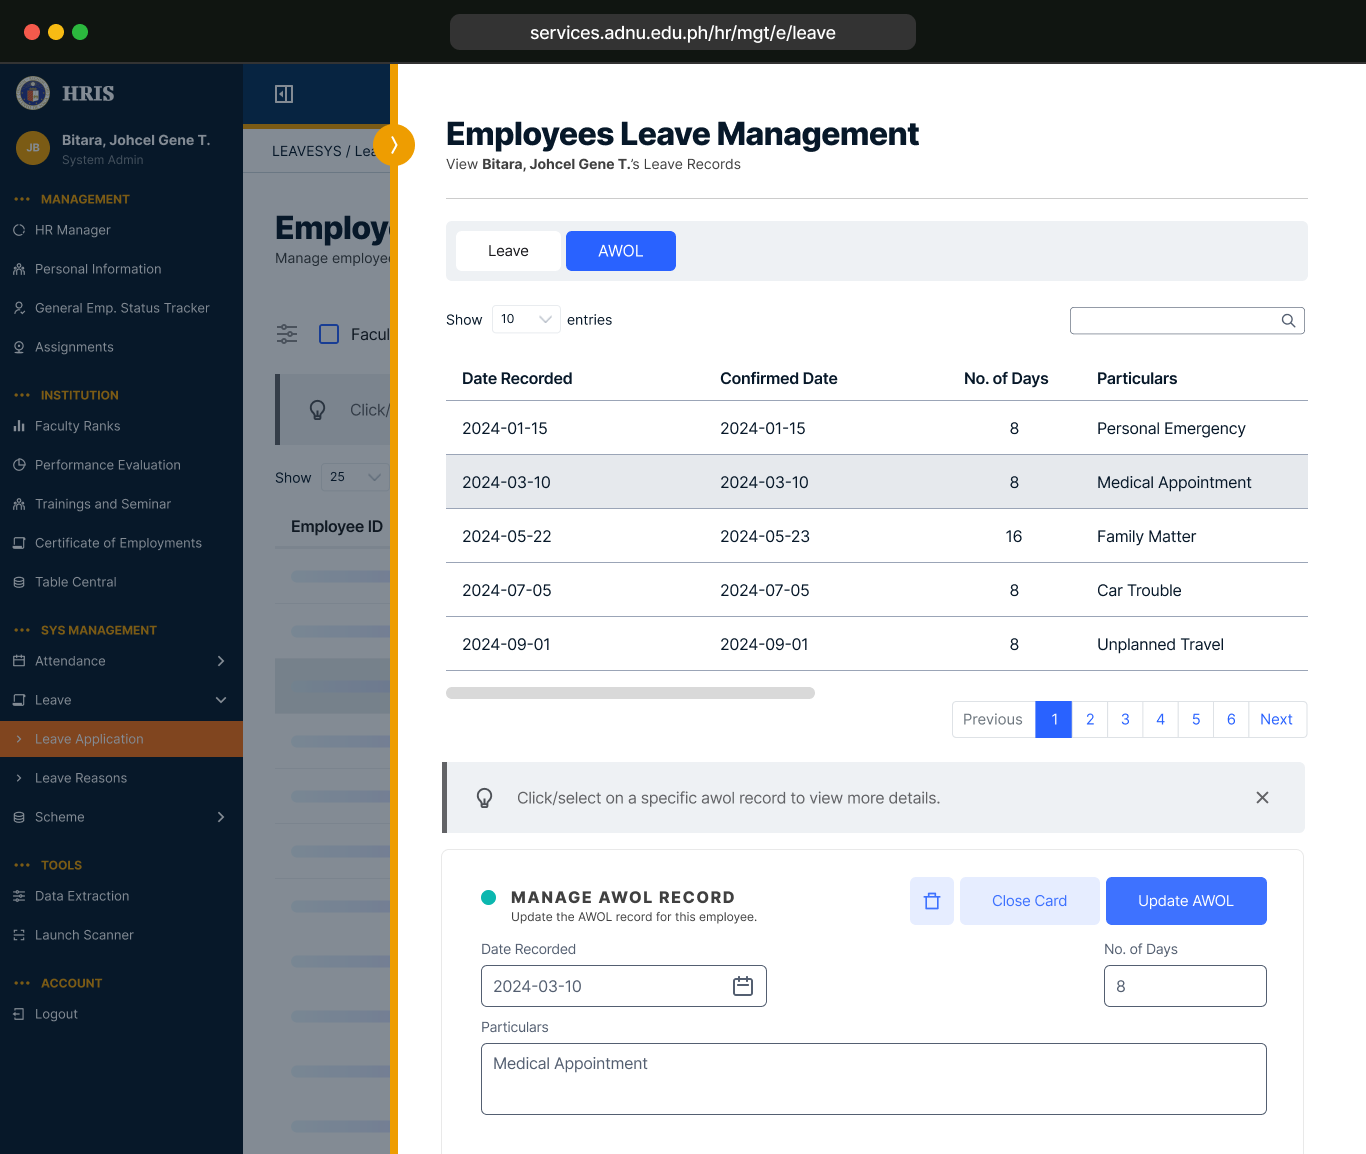 services.adnu.edu.ph/hr/mgt/e/leave
HRIS
JB
Bitara, Johcel Gene T.
System Admin
MANAGEMENT
HR Manager
Personal Information
General Emp. Status Tracker
Assignments
INSTITUTION
Faculty Ranks
Performance Evaluation
Trainings and Seminar
Certificate of Employments
Table Central
SYS MANAGEMENT
Attendance
Leave
Leave Application
Leave Reasons
Scheme
TOOLS
Data Extraction
Launch Scanner
ACCOUNT
Logout
LEAVESYS / Lea
Employe
Manage employee
Facul
Click/
Show 25
Employee ID
Employees Leave Management
View Bitara, Johcel Gene T.'s Leave Records
Leave AWOL
Show 10 entries
Date Recorded Confirmed Date No. of Days Particulars
2024-01-15 2024-01-15 8 Personal Emergency
2024-03-10 2024-03-10 8 Medical Appointment
2024-05-22 2024-05-23 16 Family Matter
2024-07-05 2024-07-05 8 Car Trouble
2024-09-01 2024-09-01 8 Unplanned Travel
Previous 1 2 3 4 5 6 Next
Click/select on a specific awol record to view more details.
MANAGE AWOL RECORD
Update the AWOL record for this employee.
Close Card Update AWOL
Date Recorded No. of Days
2024-03-10 8
Particulars
Medical Appointment